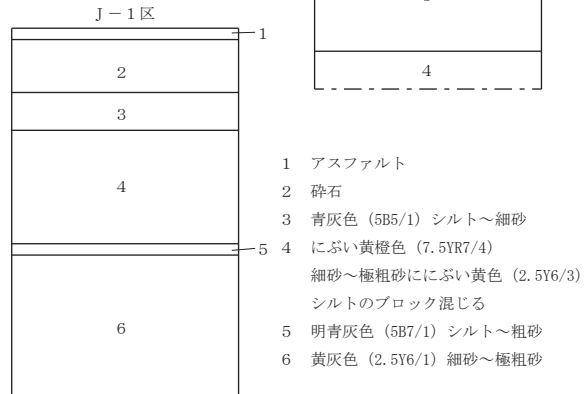 J－1区
1
2
3
4
5
6
4
1　アスファルト
2　砕石
3　青灰色（5B5/1）シルト～細砂
4　にぶい黄橙色（7.5YR7/4）
細砂～極粗砂ににぶい黄色（2.5Y6/3）
シルトのブロック混じる
5　明青灰色（5B7/1）シルト～粗砂
6　黄灰色（2.5Y6/1）細砂～極粗砂